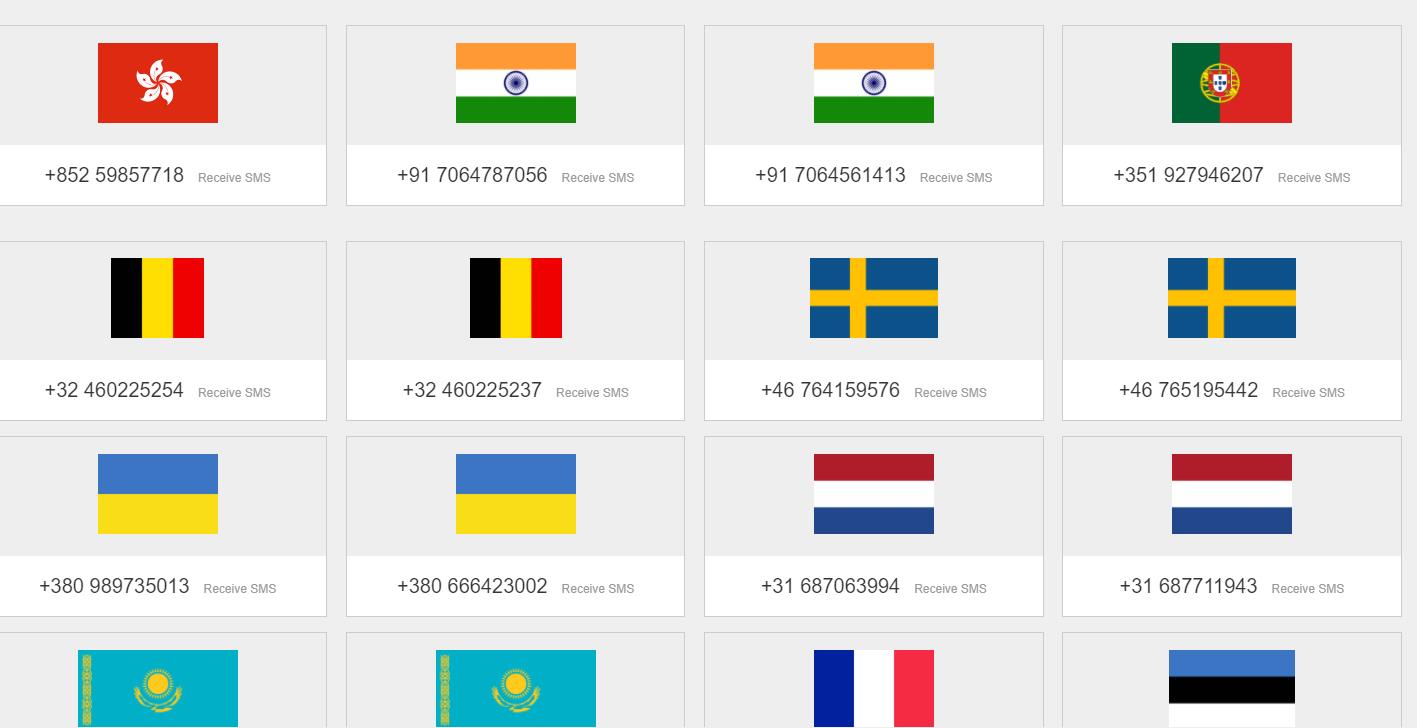 +852 59857718 Receive SMS
+91 7064787056 Receive SMS
+91 7064561413 Receive SMS
+351 927946207 Receive SMS
+32 460225254 Receive SMS
+32 460225237 Receive SMS
+46 764159576 Receive SMS
+46 765195442 Receive SMS
+380 989735013 Receive SMS
+380 666423002 Receive SMS
+31 687063994 Receive SMS
+31 687711943 Receive SMS